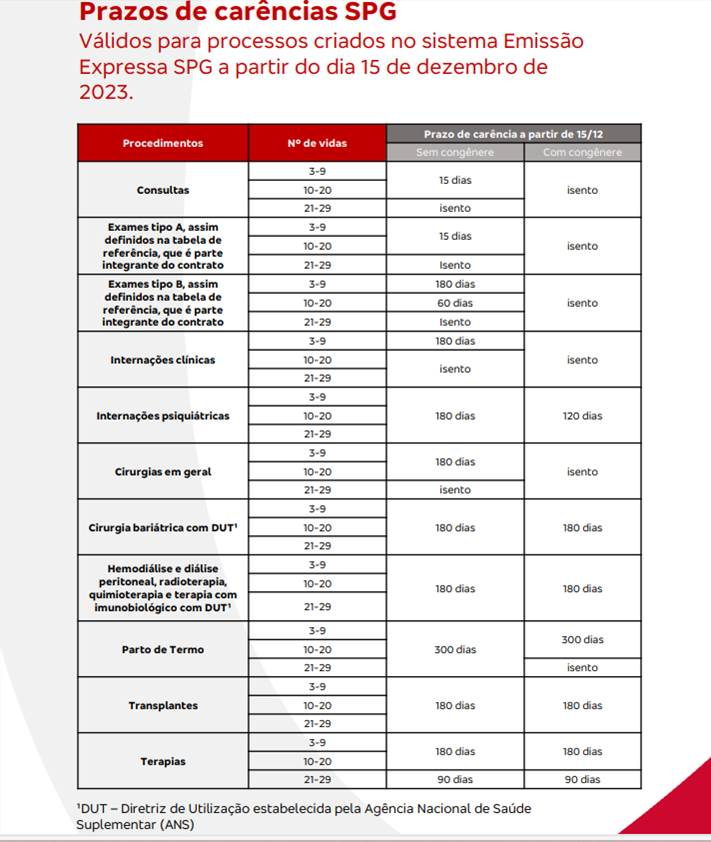 Prazos de carências SPG
Válidos para processos criados no sistema Emissão
Expressa SPG a partir do dia 15 de dezembro de
2023.
Procedimentos
Nº de vidas
Prazo de carência a partir de 15/12
Sem congênere
Com congênere
Consultas
3-9
10-20
21-29
15 dias
isento
isento
Exames tipo A, assim
definidos na tabela de
referência, que é parte
integrante do contrato
3-9
10-20
21-29
15 dias
Isento
isento
Exames tipo B, assim
definidos na tabela de
referência, que é parte
integrante do contrato
3-9
10-20
21-29
180 dias
60 dias
Isento
isento
Internações clínicas
3-9
10-20
21-29
180 dias
isento
isento
Internações psiquiátricas
3-9
10-20
21-29
180 dias
120 dias
Cirurgias em geral
3-9
10-20
21-29
180 dias
isento
isento
Cirurgia bariátrica com DUT¹
3-9
10-20
21-29
180 dias
180 dias
Hemodiálise e diálise
peritoneal, radioterapia,
quimioterapia e terapia com
imunobiológico com DUT¹
3-9
10-20
21-29
180 dias
180 dias
Parto de Termo
3-9
10-20
21-29
300 dias
300 dias
isento
Transplantes
3-9
10-20
21-29
180 dias
180 dias
Terapias
3-9
10-20
21-29
180 dias
90 dias
180 dias
90 dias
¹DUT – Diretriz de Utilização estabelecida pela Agência Nacional de Saúde
Suplementar (ANS)